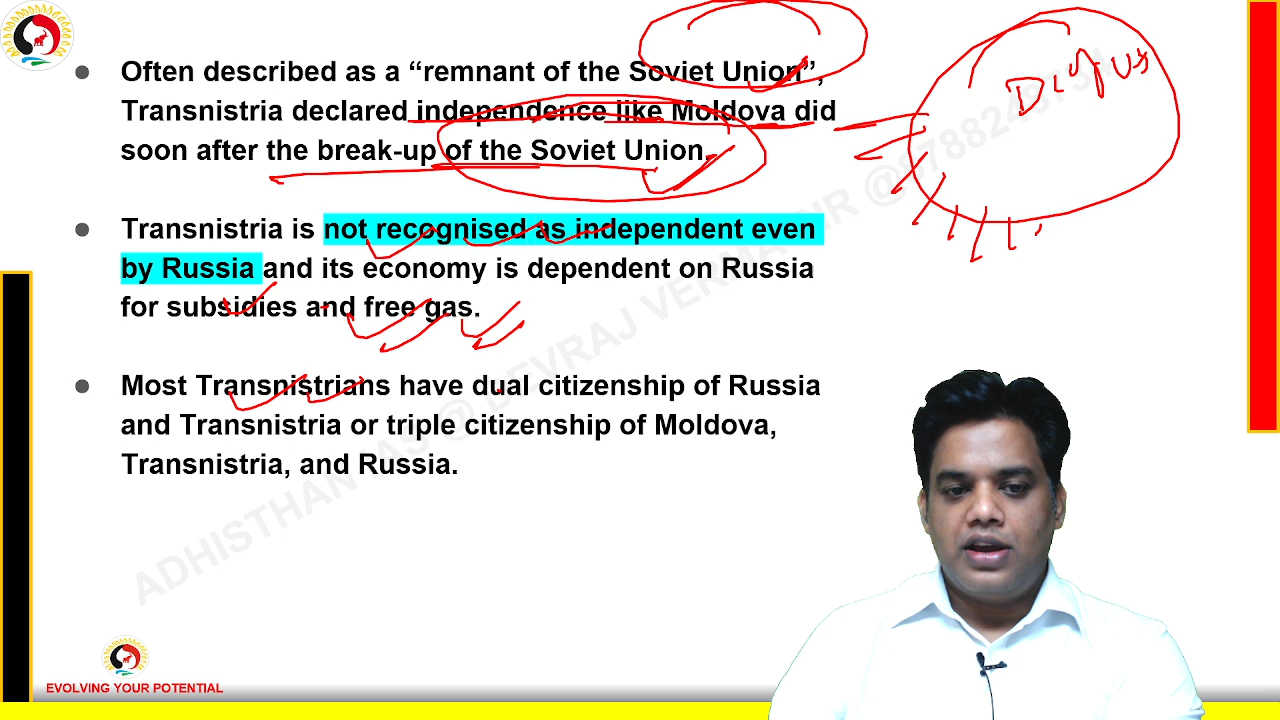 Often described as a “remnant of the Soviet Union”,
Transnistria declared independence like Moldova did
soon after the break-up of the Soviet Union.
Transnistria is not recognised as independent even
by Russia and its economy is dependent on Russia
for subsidies and free gas.
Most Transnistrians have dual citizenship of Russia
and Transnistria or triple citizenship of Moldova,
Transnistria, and Russia.
EVOLVING YOUR POTENTIAL